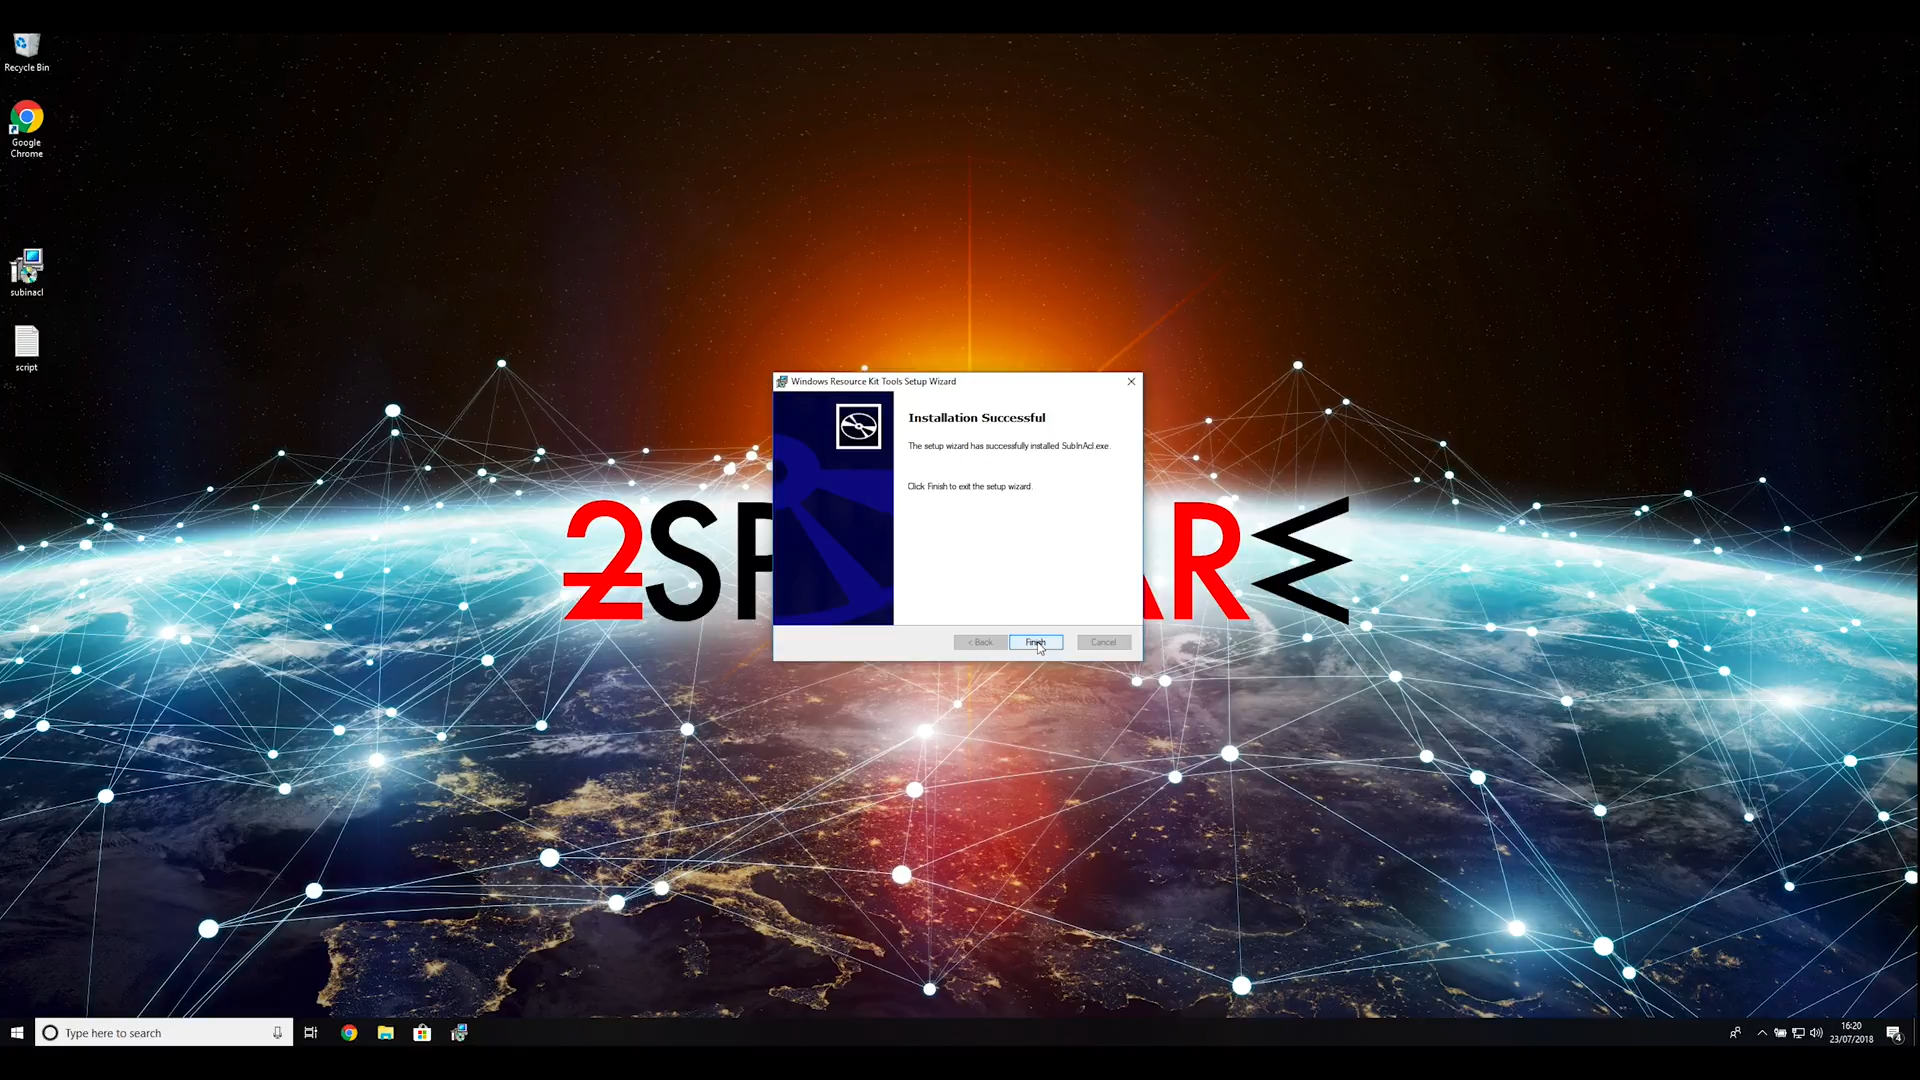 Recycle Bin
Google
Chrome
subinacl
script
Windows Resource Kit Tools Setup Wizard
Installation Successful
The setup wizard has successfully installed SubInAcl.exe.
Click Finish to exit the setup wizard.
< Back
Finish
Cancel
Type here to search
16:20
23/07/2018
4